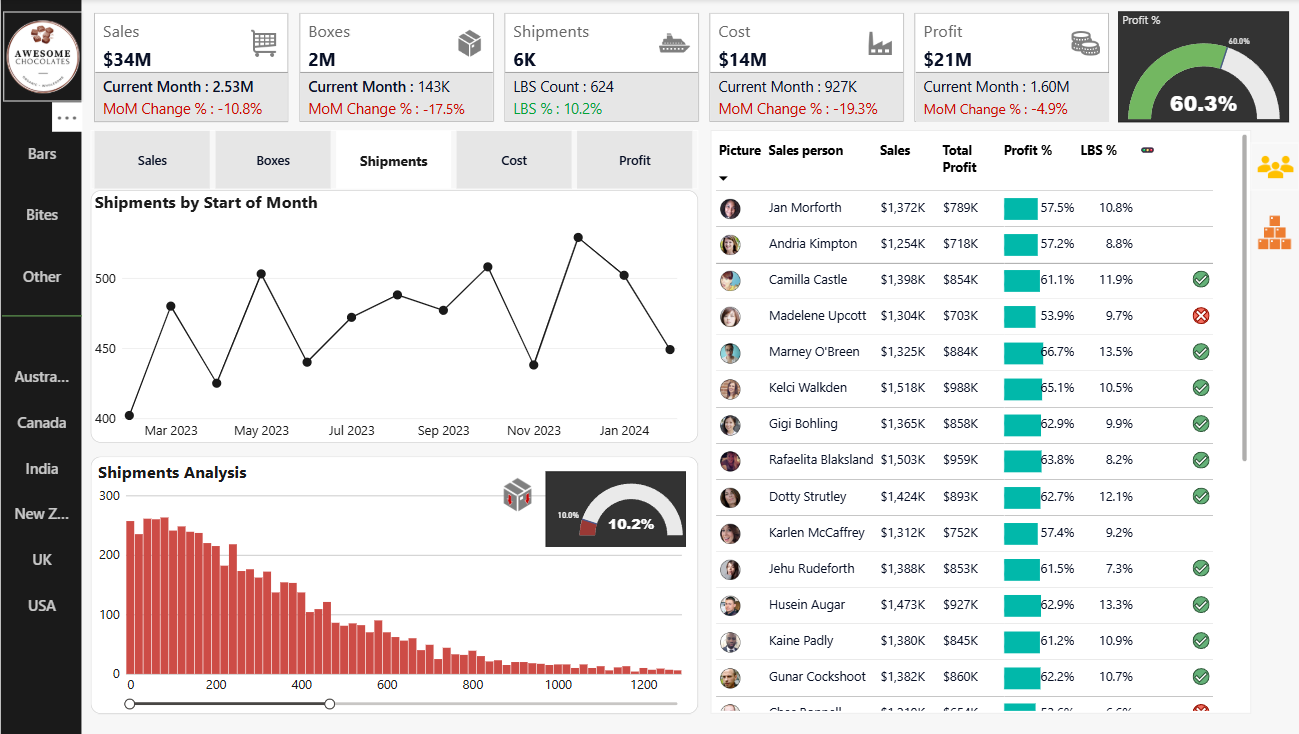 AWESOME
CHOCOLATES
Sales
$34M
Current Month : 2.53M
MoM Change % : -10.8%
Boxes
2M
Current Month : 143K
MoM Change % : -17.5%
Shipments
6K
LBS Count : 624
LBS % : 10.2%
Cost
$14M
Current Month : 927K
MoM Change % : -19.3%
Profit
$21M
Current Month : 1.60M
MoM Change % : -4.9%
Profit %
60.0%
60.3%
Bars
Bites
Other
Austra...
Canada
India
New Z...
UK
USA
Sales Boxes Shipments Cost Profit
Shipments by Start of Month
500
450
400
Mar 2023 May 2023 Jul 2023 Sep 2023 Nov 2023 Jan 2024
Shipments Analysis
10.0%
10.2%
300
200
100
0
0 200 400 600 800 1000 1200
Picture Sales person Sales Total Profit Profit % LBS %
Jan Morforth $1,372K $789K 57.5% 10.8%
Andria Kimpton $1,254K $718K 57.2% 8.8%
Camilla Castle $1,398K $854K 61.1% 11.9%
Madelene Upcott $1,304K $703K 53.9% 9.7%
Marney O'Breen $1,325K $884K 66.7% 13.5%
Kelci Walkden $1,518K $988K 65.1% 10.5%
Gigi Bohling $1,365K $858K 62.9% 9.9%
Rafaelita Blaksland $1,503K $959K 63.8% 8.2%
Dotty Strutley $1,424K $893K 62.7% 12.1%
Karlen McCaffrey $1,312K $752K 57.4% 9.2%
Jehu Rudeforth $1,388K $853K 61.5% 7.3%
Husein Augar $1,473K $927K 62.9% 13.3%
Kaine Padly $1,380K $845K 61.2% 10.9%
Gunar Cockshoot $1,382K $860K 62.2% 10.7%